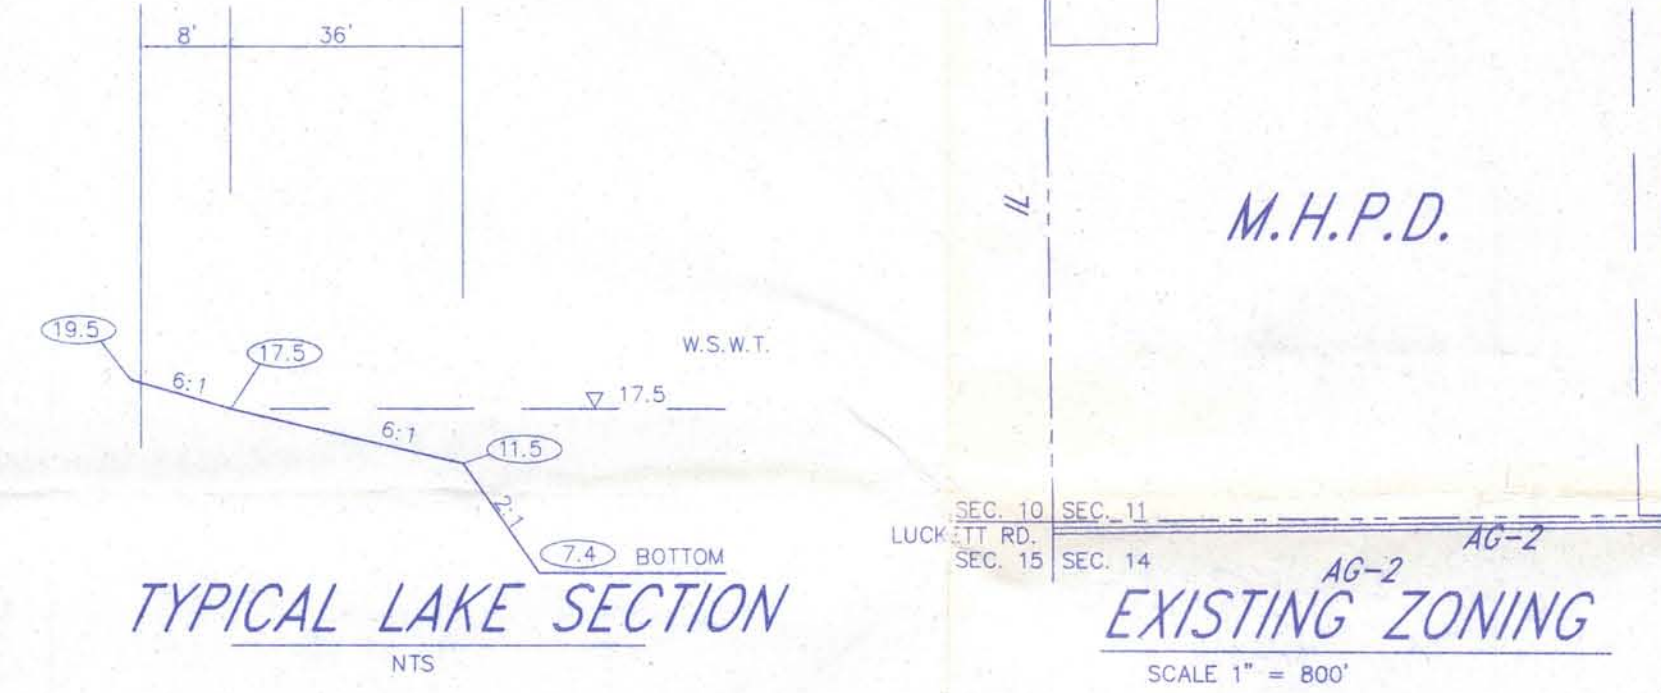 8' 36'
19.5
17.5
6:1
W.S.W.T.
17.5
6:1
11.5
2:1
7.4 BOTTOM
TYPICAL LAKE SECTION
NTS
M.H.P.D.
SEC. 10 SEC. 11
LUCKETT RD.
SEC. 15 SEC. 14
AG-2
AG-2
EXISTING ZONING
SCALE 1" = 800'